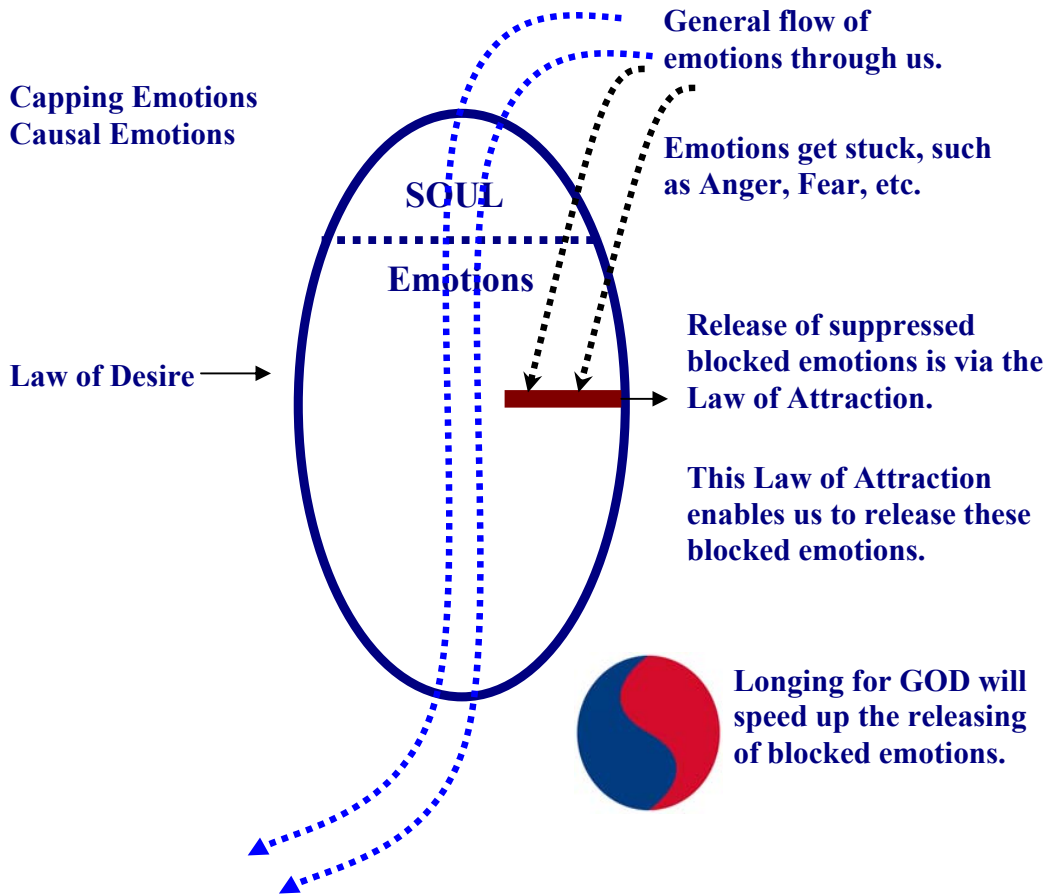 General flow of
emotions through us.
Capping Emotions
Causal Emotions
Emotions get stuck, such
as Anger, Fear, etc.
SOUL
Emotions
Release of suppressed
blocked emotions is via the
Law of Attraction.
Law of Desire
This Law of Attraction
enables us to release these
blocked emotions.
Longing for GOD will
speed up the releasing
of blocked emotions.